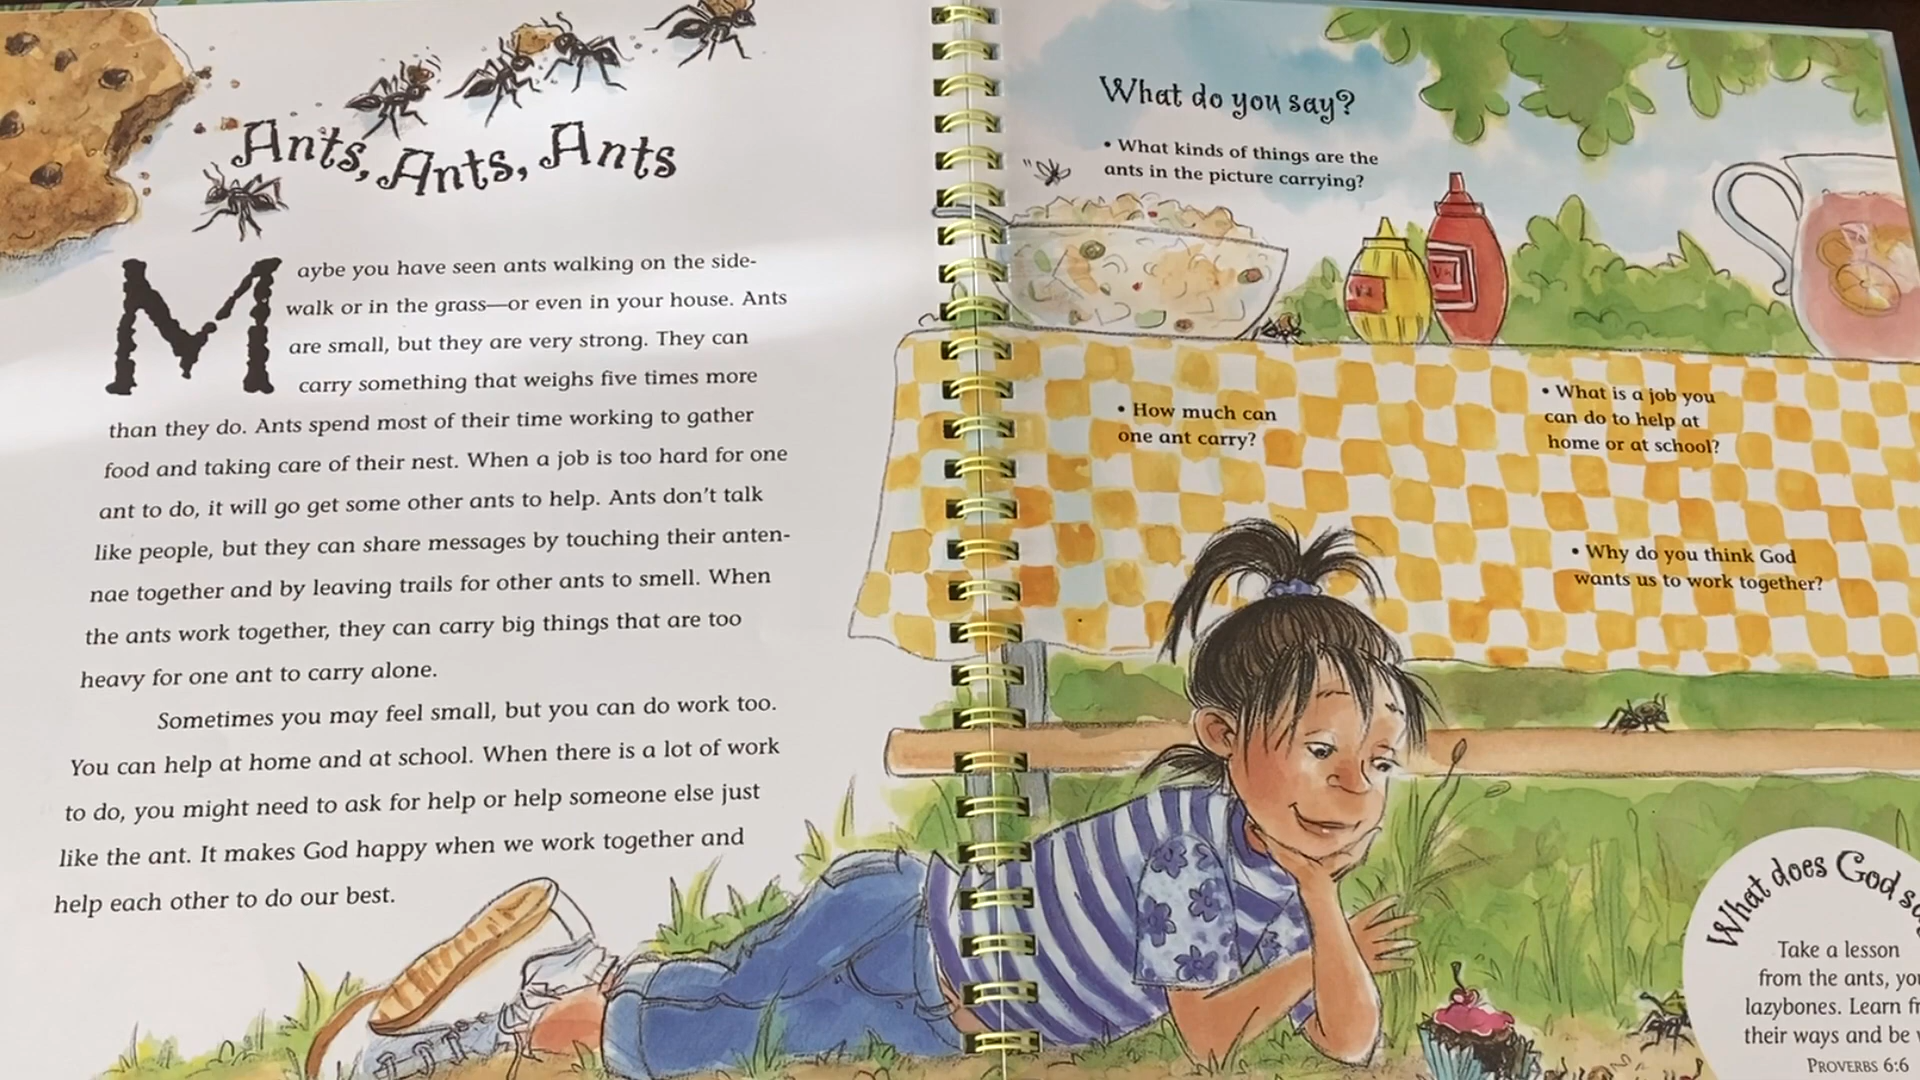 Ants, Ants, Ants
Maybe you have seen ants walking on the side-
walk or in the grass—or even in your house. Ants
are small, but they are very strong. They can
carry something that weighs five times more
than they do. Ants spend most of their time working to gather
food and taking care of their nest. When a job is too hard for one
ant to do, it will go get some other ants to help. Ants don't talk
like people, but they can share messages by touching their anten-
nae together and by leaving trails for other ants to smell. When
the ants work together, they can carry big things that are too
heavy for one ant to carry alone.
Sometimes you may feel small, but you can do work too.
You can help at home and at school. When there is a lot of work
to do, you might need to ask for help or help someone else just
like the ant. It makes God happy when we work together and
help each other to do our best.
What do you say?
• What kinds of things are the
ants in the picture carrying?
• How much can
one ant carry?
• What is a job you
can do to help at
home or at school?
• Why do you think God
wants us to work together?
What does God
Take a lesson
from the ants,
lazybones. Learn
their ways and be
PROVERBS 6:6